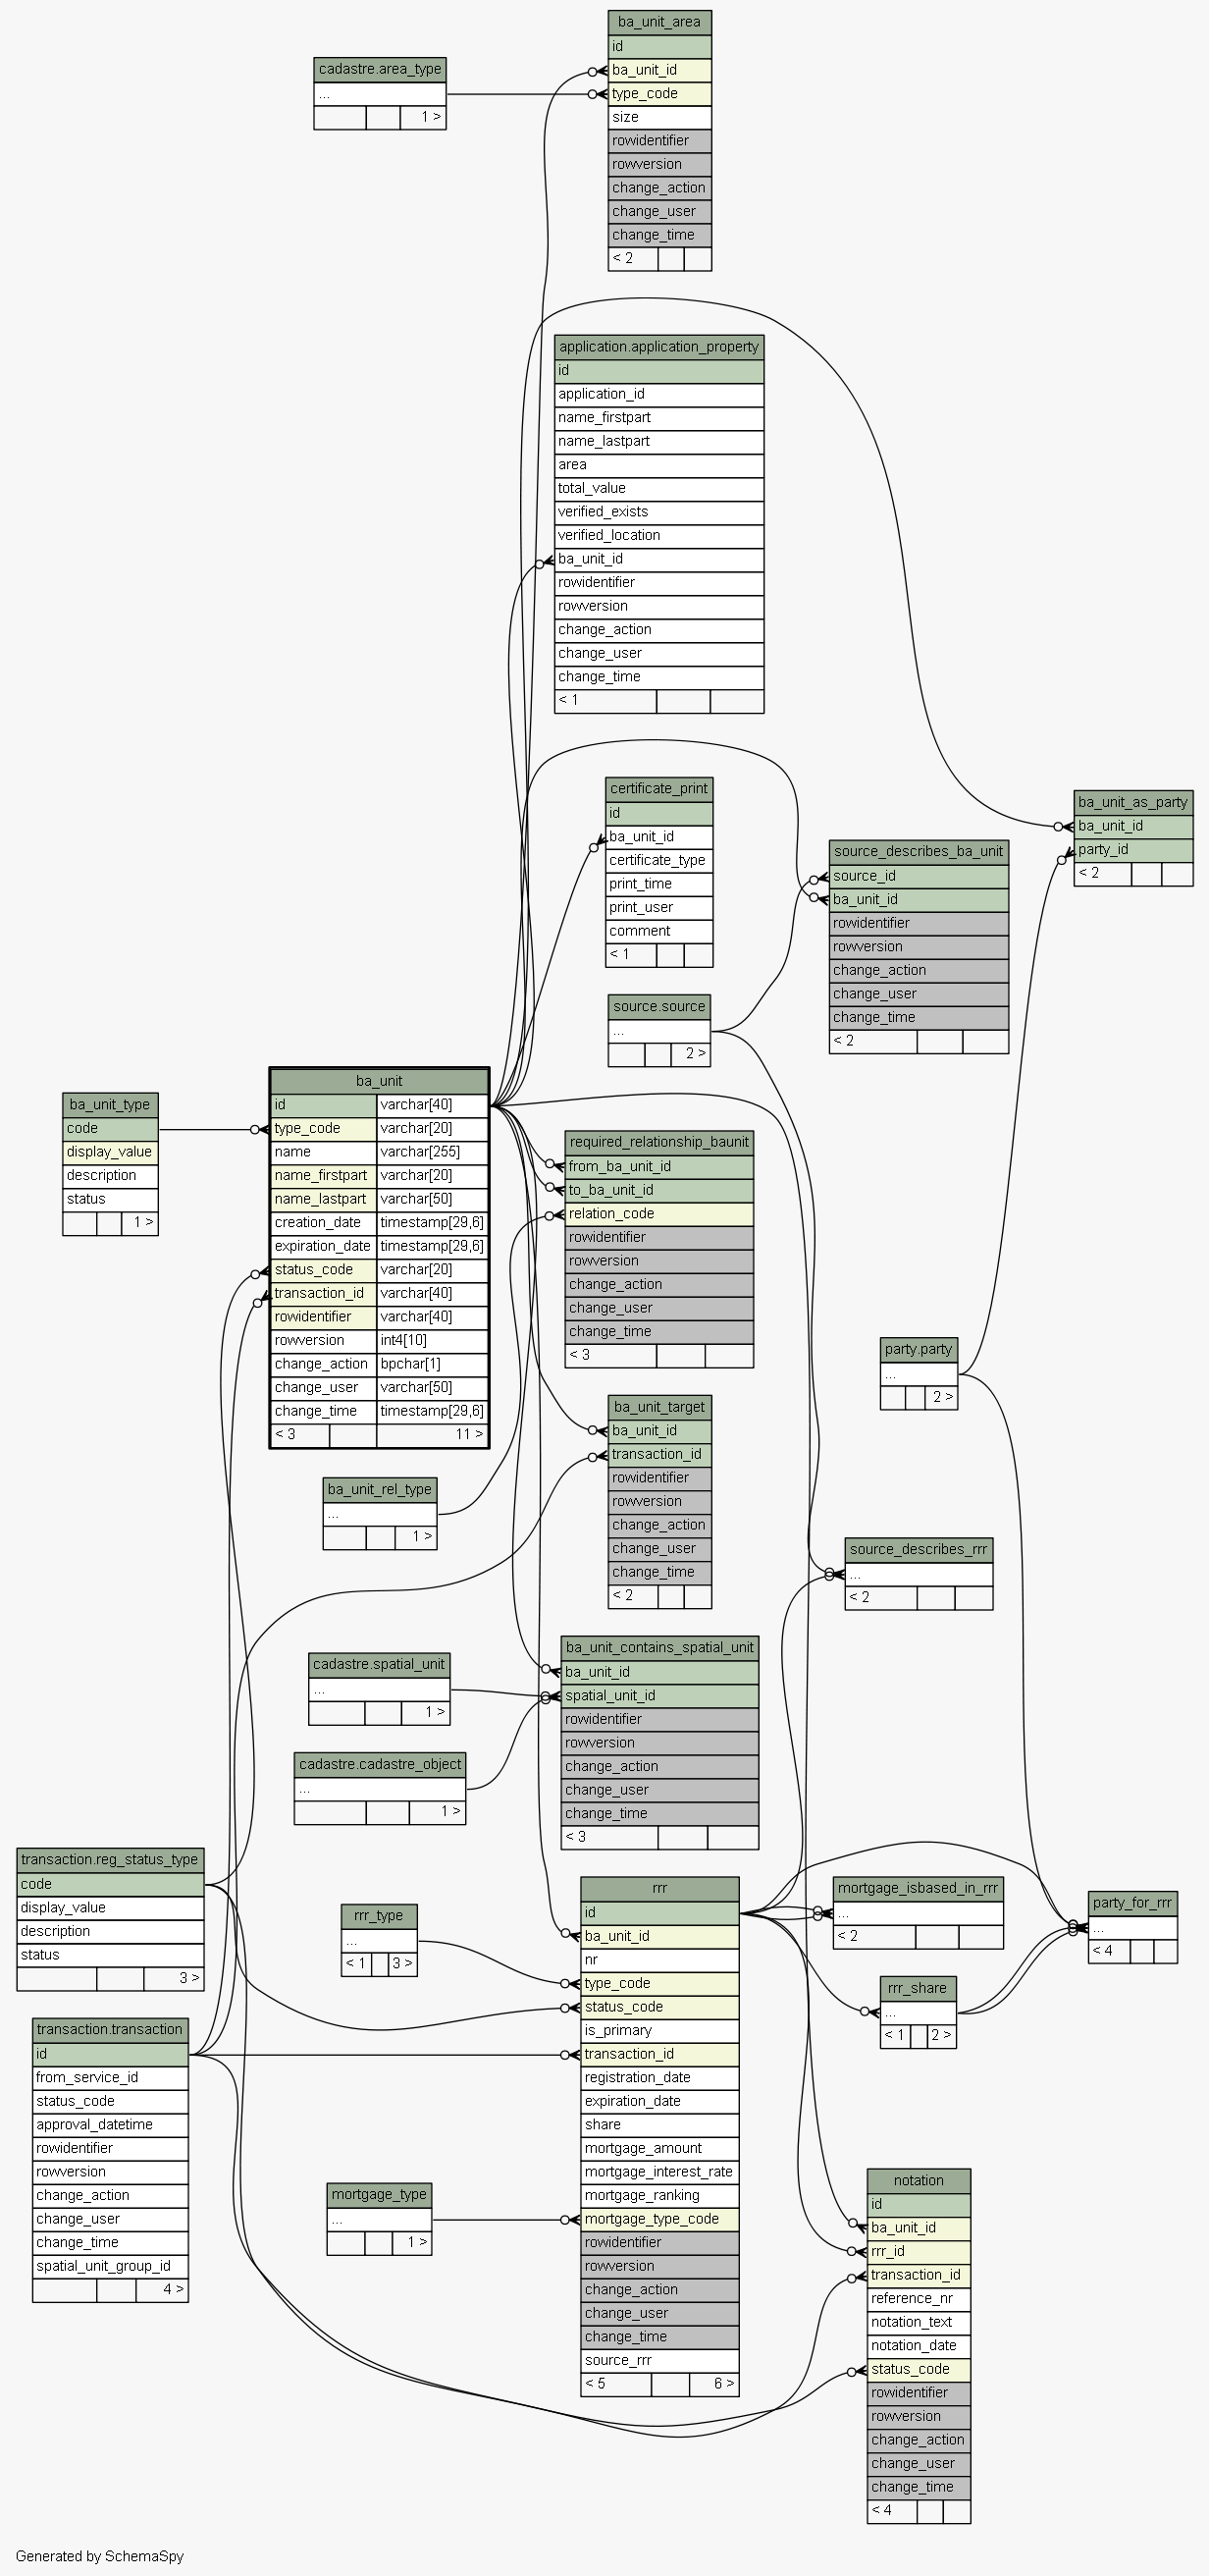 ba_unit_area
id
ba_unit_id
type_code
size
rowidentifier
rowversion
change_action
change_user
change_time
< 2
cadastre.area_type
...
1 >
application.application_property
id
application_id
name_firstpart
name_lastpart
area
total_value
verified_exists
verified_location
ba_unit_id
rowidentifier
rowversion
change_action
change_user
change_time
< 1
certificate_print
id
ba_unit_id
certificate_type
print_time
print_user
comment
< 1
ba_unit_as_party
ba_unit_id
party_id
< 2
source_describes_ba_unit
source_id
ba_unit_id
rowidentifier
rowversion
change_action
change_user
change_time
< 2
source.source
...
2 >
ba_unit_type
code
display_value
description
status
1 >
ba_unit
id varchar[40]
type_code varchar[20]
name varchar[255]
name_firstpart varchar[20]
name_lastpart varchar[50]
creation_date timestamp[29,6]
expiration_date timestamp[29,6]
status_code varchar[20]
transaction_id varchar[40]
rowidentifier varchar[40]
rowversion int4[10]
change_action bpchar[1]
change_user varchar[50]
change_time timestamp[29,6]
< 3 11 >
required_relationship_baunit
from_ba_unit_id
to_ba_unit_id
relation_code
rowidentifier
rowversion
change_action
change_user
change_time
< 3
party.party
...
2 >
ba_unit_target
ba_unit_id
transaction_id
rowidentifier
rowversion
change_action
change_user
change_time
< 2
ba_unit_rel_type
...
1 >
source_describes_rrr
...
< 2
ba_unit_contains_spatial_unit
ba_unit_id
spatial_unit_id
rowidentifier
rowversion
change_action
change_user
change_time
< 3
cadastre.spatial_unit
...
1 >
cadastre.cadastre_object
...
1 >
transaction.reg_status_type
code
display_value
description
status
3 >
rrr_type
...
< 1 3 >
rrr
id
ba_unit_id
nr
type_code
status_code
is_primary
transaction_id
registration_date
expiration_date
share
mortgage_amount
mortgage_interest_rate
mortgage_ranking
mortgage_type_code
rowidentifier
rowversion
change_action
change_user
change_time
source_rrr
< 5 6 >
mortgage_isbased_in_rrr
...
< 2
party_for_rrr
...
< 4
rrr_share
...
< 1 2 >
transaction.transaction
id
from_service_id
status_code
approval_datetime
rowidentifier
rowversion
change_action
change_user
change_time
spatial_unit_group_id
4 >
mortgage_type
...
1 >
notation
id
ba_unit_id
rrr_id
transaction_id
reference_nr
notation_text
notation_date
status_code
rowidentifier
rowversion
change_action
change_user
change_time
< 4
Generated by SchemaSpy